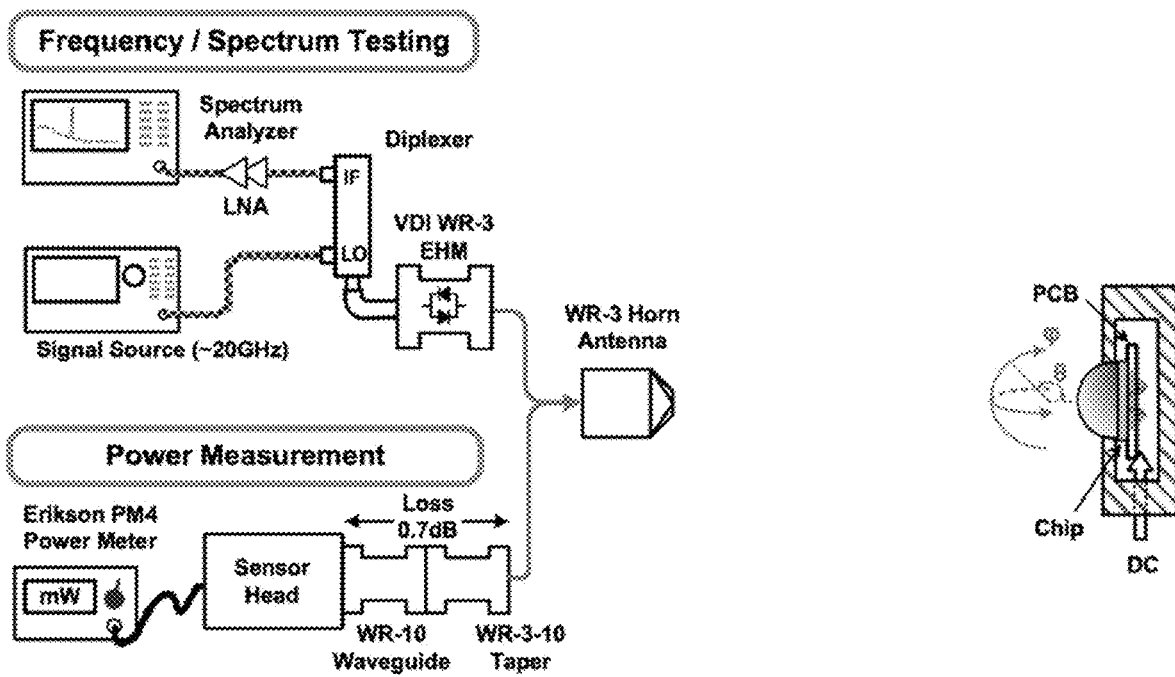 Frequency / Spectrum Testing
Spectrum
Analyzer
LNA
Diplexer
IF
LO
VDI WR-3
EHM
Signal Source (~20GHz)
WR-3 Horn
Antenna
PCB
φ
θ
Chip
DC
Power Measurement
Erikson PM4
Power Meter
mW
Sensor
Head
Loss
0.7dB
WR-10
Waveguide
WR-3-10
Taper